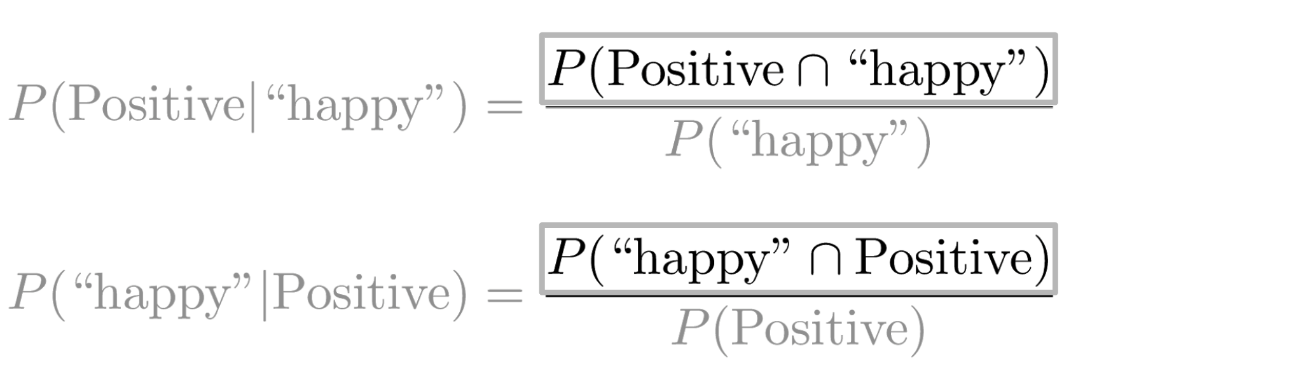 P(Positive|“happy”) = P(Positive ∩ “happy”) / P(“happy”)
P(“happy”|Positive) = P(“happy” ∩ Positive) / P(Positive)